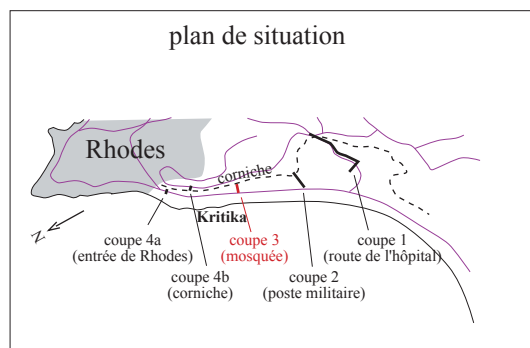 plan de situation
Rhodes
corniche
Kritika
N
coupe 4a
(entrée de Rhodes)
coupe 4b
(corniche)
coupe 3
(mosquée)
coupe 2
(poste militaire)
coupe 1
(route de l'hôpital)